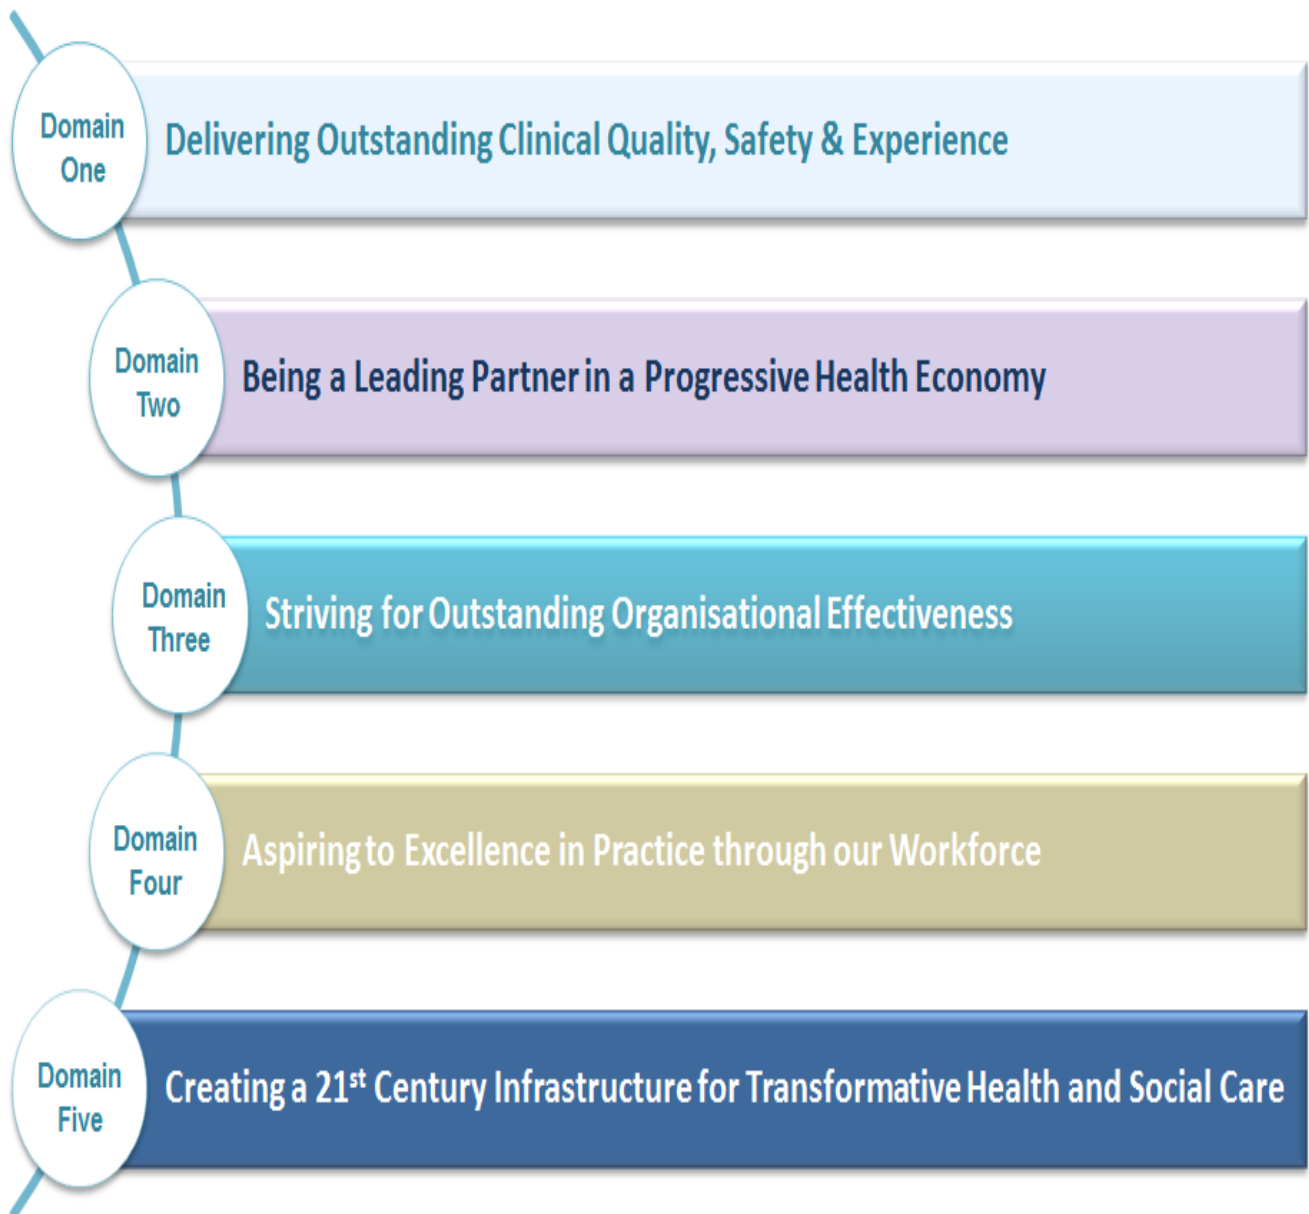 Domain
One
Delivering Outstanding Clinical Quality, Safety & Experience
Domain
Two
Being a Leading Partner in a Progressive Health Economy
Domain
Three
Striving for Outstanding Organisational Effectiveness
Domain
Four
Aspiring to Excellence in Practice through our Workforce
Domain
Five
Creating a 21st Century Infrastructure for Transformative Health and Social Care